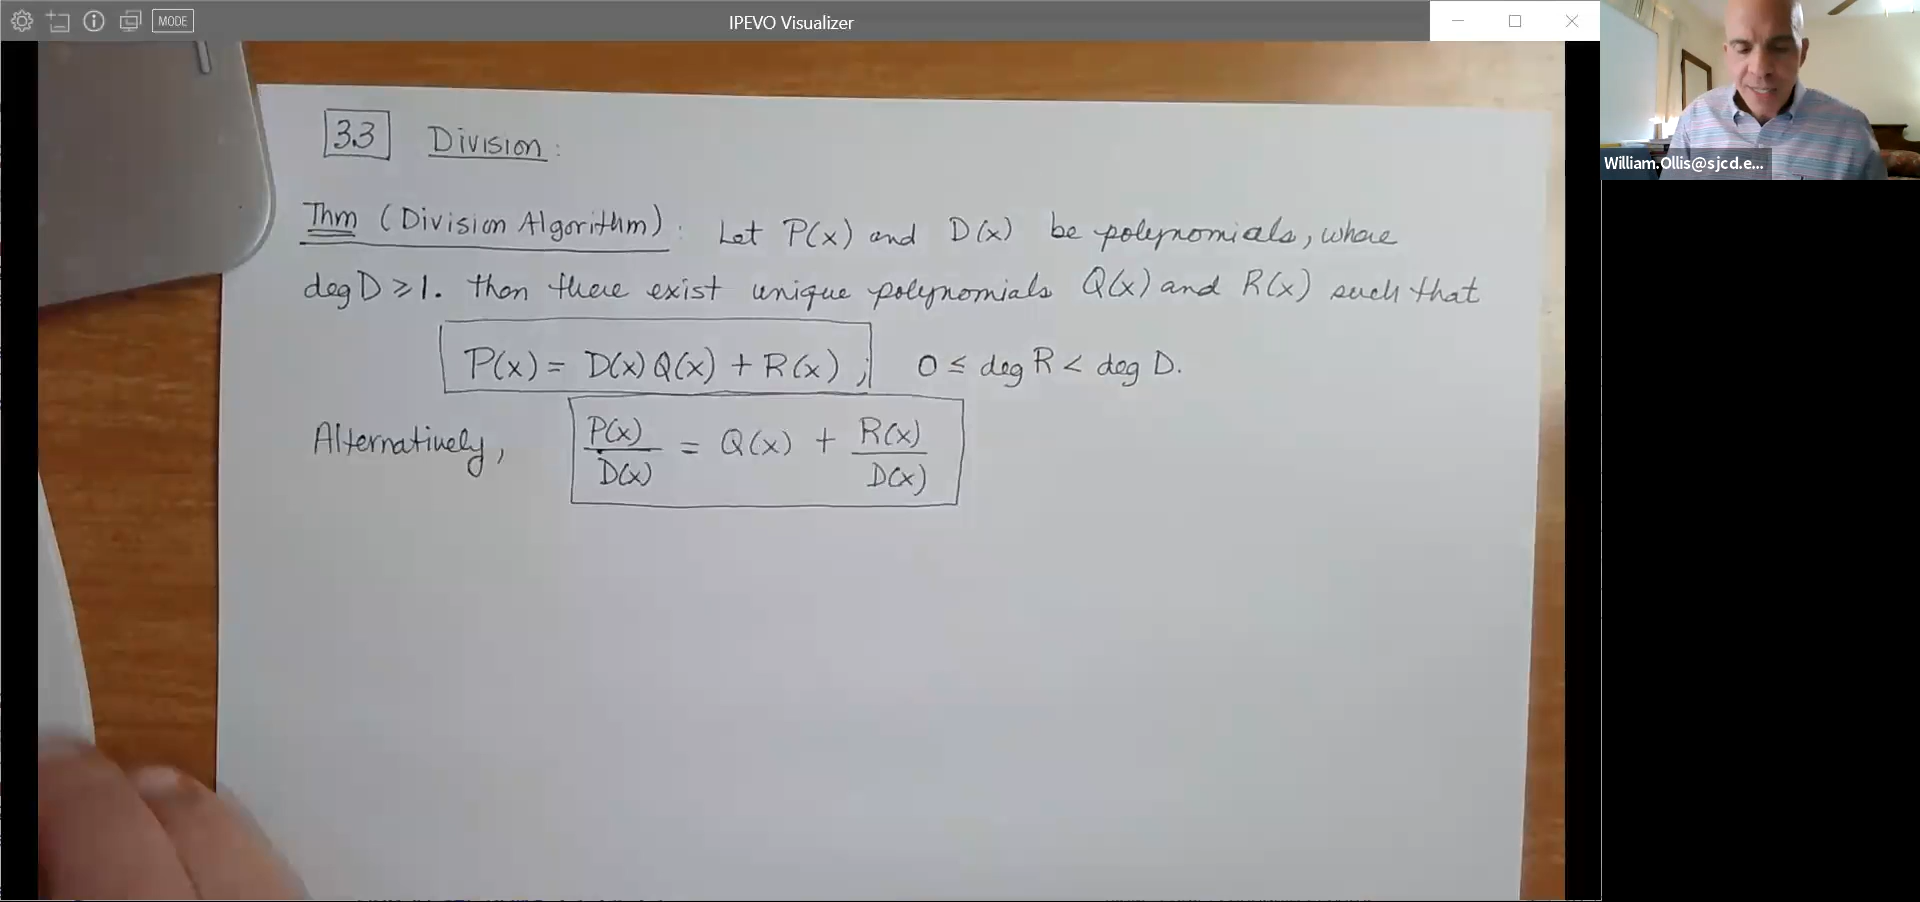 MODE
IPEVO Visualizer
William.Ollis@sjcd.e...
3.3 Division:
Thm (Division Algorithm): Let P(x) and D(x) be polynomials, where
deg D ≥ 1. then there exist unique polynomials Q(x) and R(x) such that
P(x) = D(x) Q(x) + R(x) ; 0 ≤ deg R < deg D.
Alternatively, P(x)/D(x) = Q(x) + R(x)/D(x)